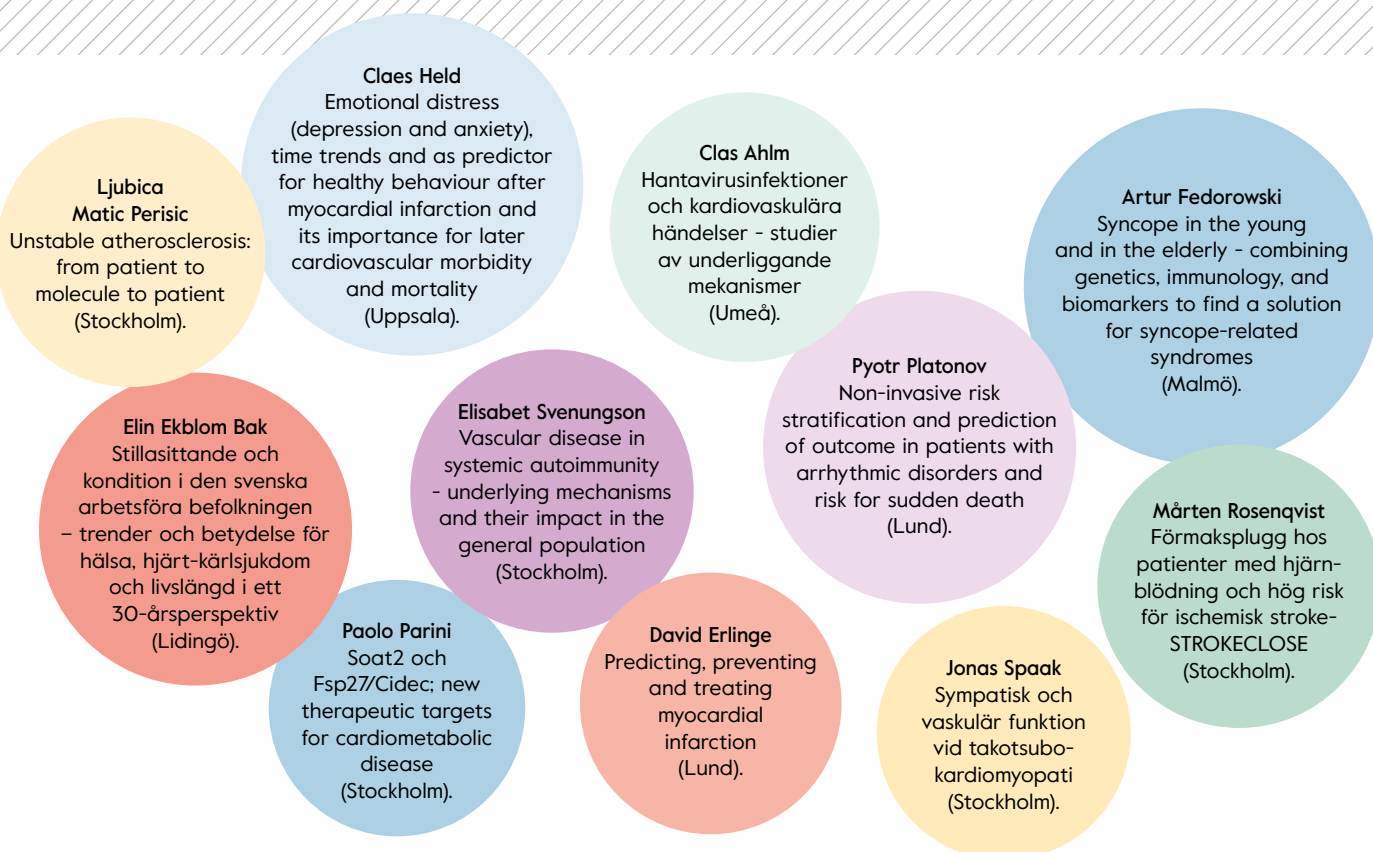 Claes Held
Emotional distress
(depression and anxiety),
time trends and as predictor
for healthy behaviour after
myocardial infarction and
its importance for later
cardiovascular morbidity
and mortality
(Uppsala).
Ljubica
Matic Perisic
Unstable atherosclerosis:
from patient to
molecule to patient
(Stockholm).
Clas Ahlm
Hantavirusinfektioner
och kardiovaskulära
händelser - studier
av underliggande
mekanismer
(Umeå).
Artur Fedorowski
Syncope in the young
and in the elderly - combining
genetics, immunology, and
biomarkers to find a solution
for syncope-related
syndromes
(Malmö).
Pyotr Platonov
Non-invasive risk
stratification and prediction
of outcome in patients with
arrhythmic disorders and
risk for sudden death
(Lund).
Elin Ekblom Bak
Stillasittande och
kondition i den svenska
arbetsföra befolkningen
– trender och betydelse för
hälsa, hjärt-kärlsjukdom
och livslängd i ett
30-årsperspektiv
(Lidingö).
Elisabet Svenungson
Vascular disease in
systemic autoimmunity
- underlying mechanisms
and their impact in the
general population
(Stockholm).
Mårten Rosenqvist
Förmaksplugg hos
patienter med hjärn-
blödning och hög risk
för ischemisk stroke-
STROKECLOSE
(Stockholm).
Paolo Parini
Soat2 och
Fsp27/Cidec; new
therapeutic targets
for cardiometabolic
disease
(Stockholm).
David Erlinge
Predicting, preventing
and treating
myocardial
infarction
(Lund).
Jonas Spaak
Sympatisk och
vaskulär funktion
vid takotsubo-
kardiomyopati
(Stockholm).